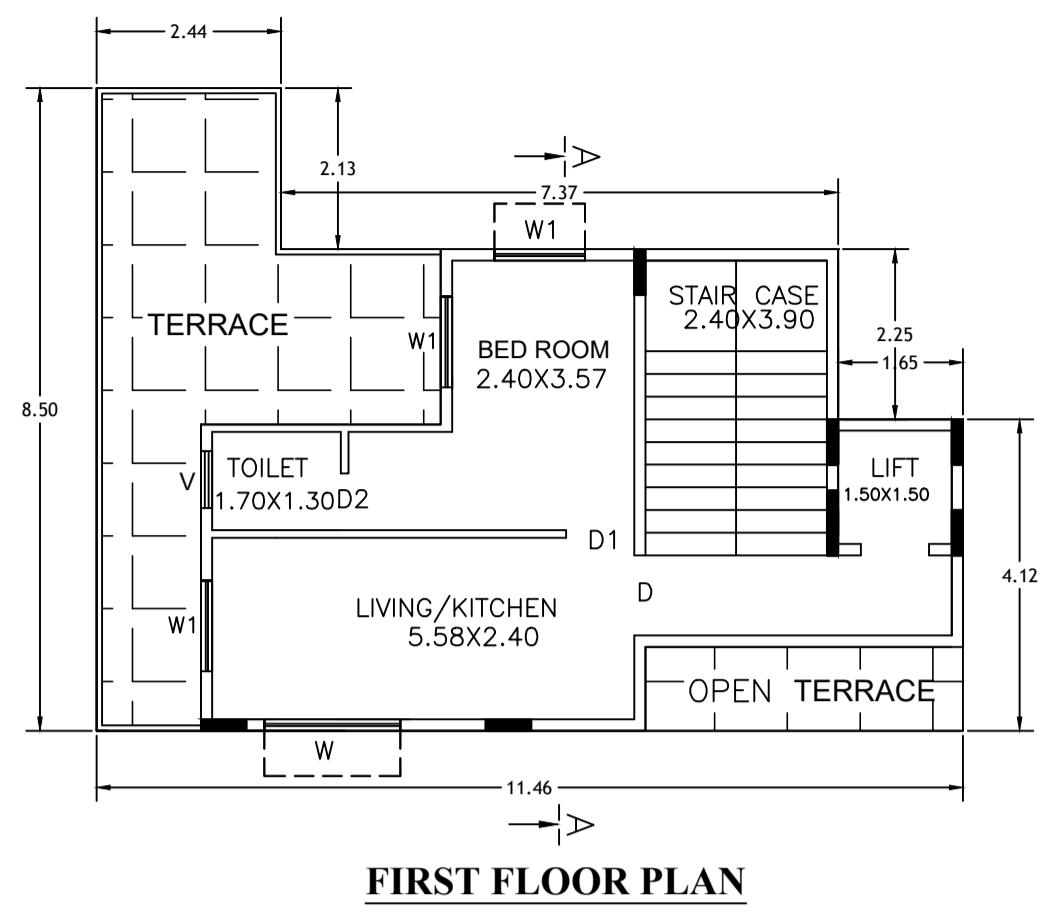 2.44
A
2.13
7.37
W1
STAIR CASE
2.40X3.90
TERRACE
W1
BED ROOM
2.40X3.57
2.25
1.65
8.50
V
TOILET
1.70X1.30
D2
LIFT
1.50X1.50
D1
D
4.12
LIVING/KITCHEN
5.58X2.40
W1
OPEN TERRACE
W
11.46
A
FIRST FLOOR PLAN